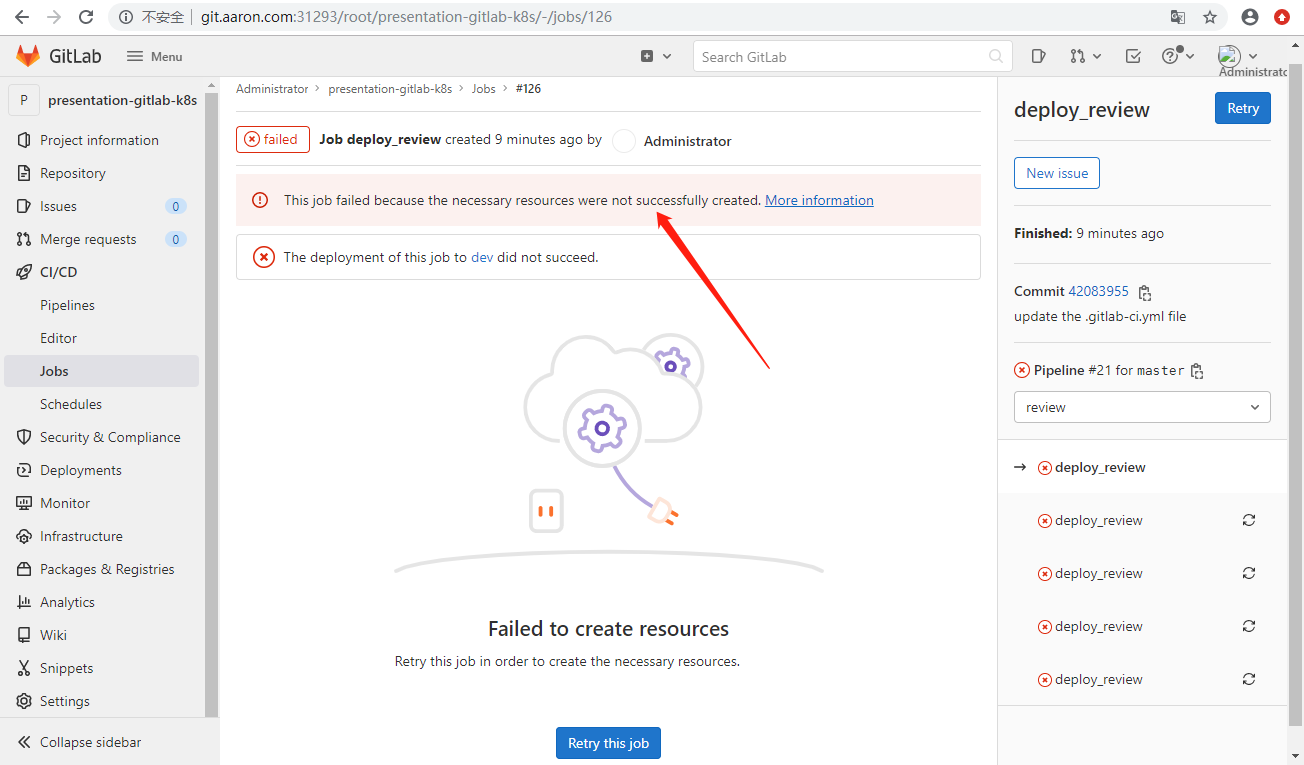 不安全 git.aaron.com:31293/root/presentation-gitlab-k8s/-/jobs/126
GitLab Menu Search GitLab Administrator
P presentation-gitlab-k8s
Project information
Repository
Issues 0
Merge requests 0
CI/CD
Pipelines
Editor
Jobs
Schedules
Security & Compliance
Deployments
Monitor
Infrastructure
Packages & Registries
Analytics
Wiki
Snippets
Settings
Collapse sidebar
Administrator > presentation-gitlab-k8s > Jobs > #126
failed Job deploy_review created 9 minutes ago by Administrator
This job failed because the necessary resources were not successfully created. More information
The deployment of this job to dev did not succeed.
Failed to create resources
Retry this job in order to create the necessary resources.
Retry this job
deploy_review Retry
New issue
Finished: 9 minutes ago
Commit 42083955
update the .gitlab-ci.yml file
Pipeline #21 for master
review
deploy_review
deploy_review
deploy_review
deploy_review
deploy_review